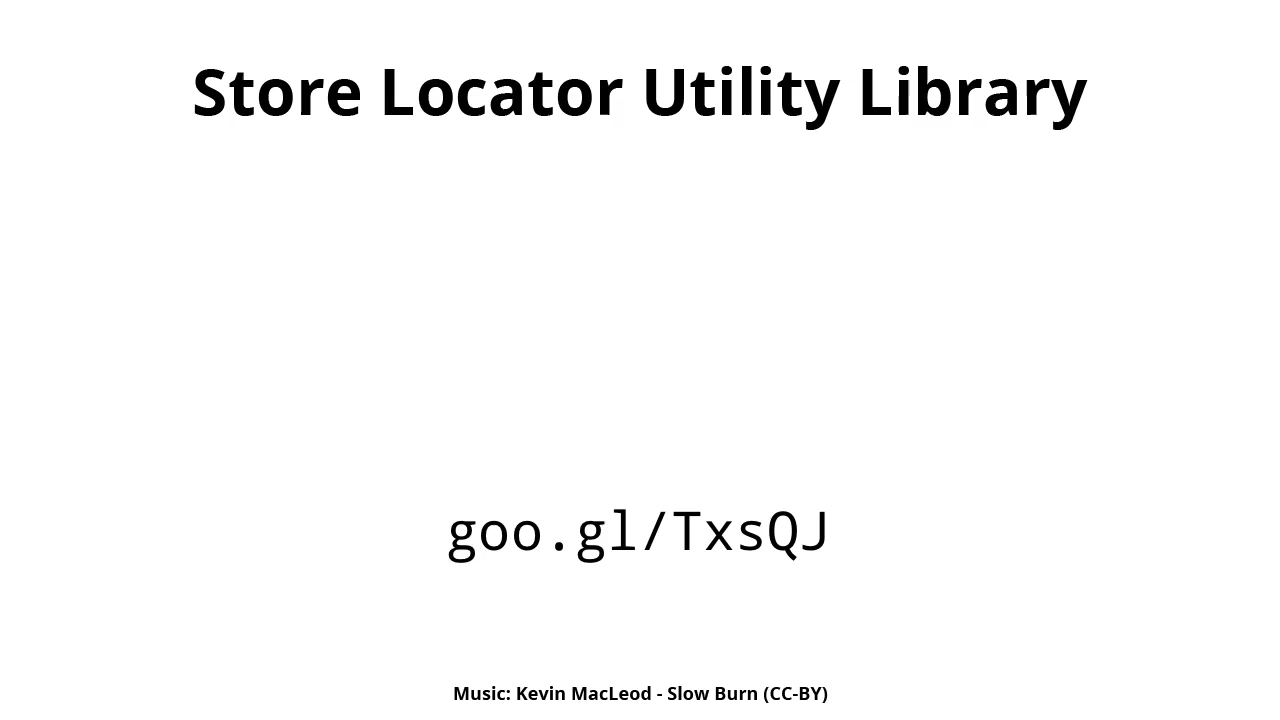 Store Locator Utility Library
goo.gl/TxsQJ
Music: Kevin MacLeod - Slow Burn (CC-BY)